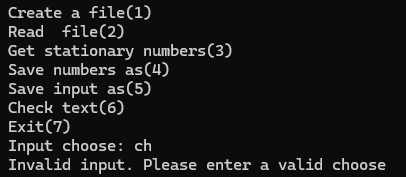 Create a file(1)
Read  file(2)
Get stationary numbers(3)
Save numbers as(4)
Save input as(5)
Check text(6)
Exit(7)
Input choose: ch
Invalid input. Please enter a valid choose